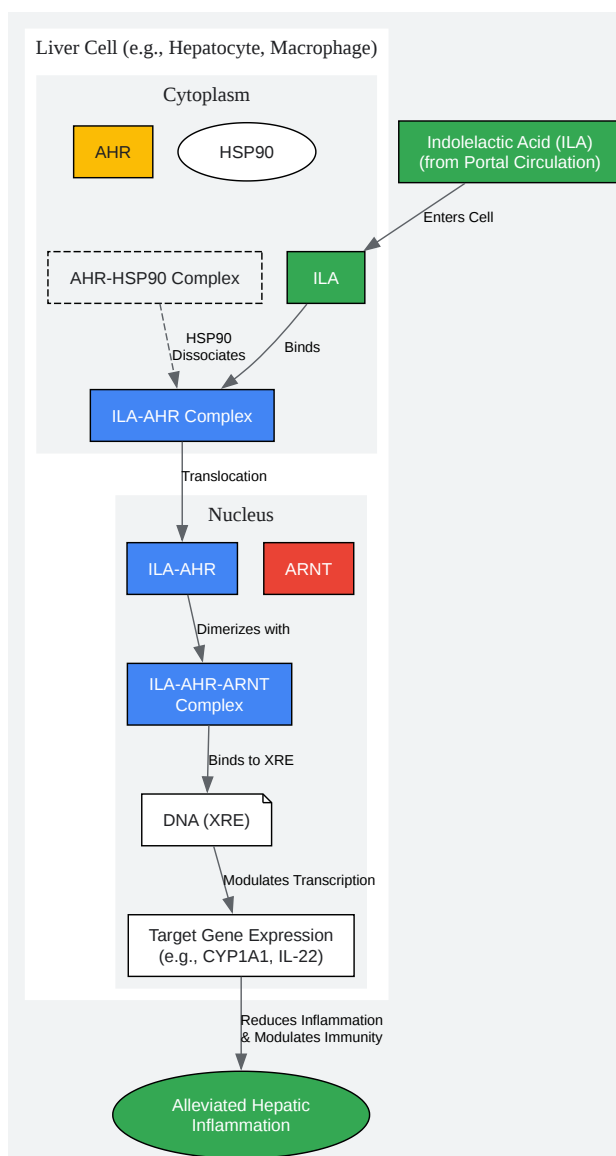 Liver Cell (e.g., Hepatocyte, Macrophage)
Cytoplasm
AHR
HSP90
Indolelactic Acid (ILA)
(from Portal Circulation)
Enters Cell
AHR-HSP90 Complex
ILA
HSP90
Dissociates
Binds
ILA-AHR Complex
Translocation
Nucleus
ILA-AHR
ARNT
Dimerizes with
ILA-AHR-ARNT
Complex
Binds to XRE
DNA (XRE)
Modulates Transcription
Target Gene Expression
(e.g., CYP1A1, IL-22)
Reduces Inflammation
& Modulates Immunity
Alleviated Hepatic
Inflammation